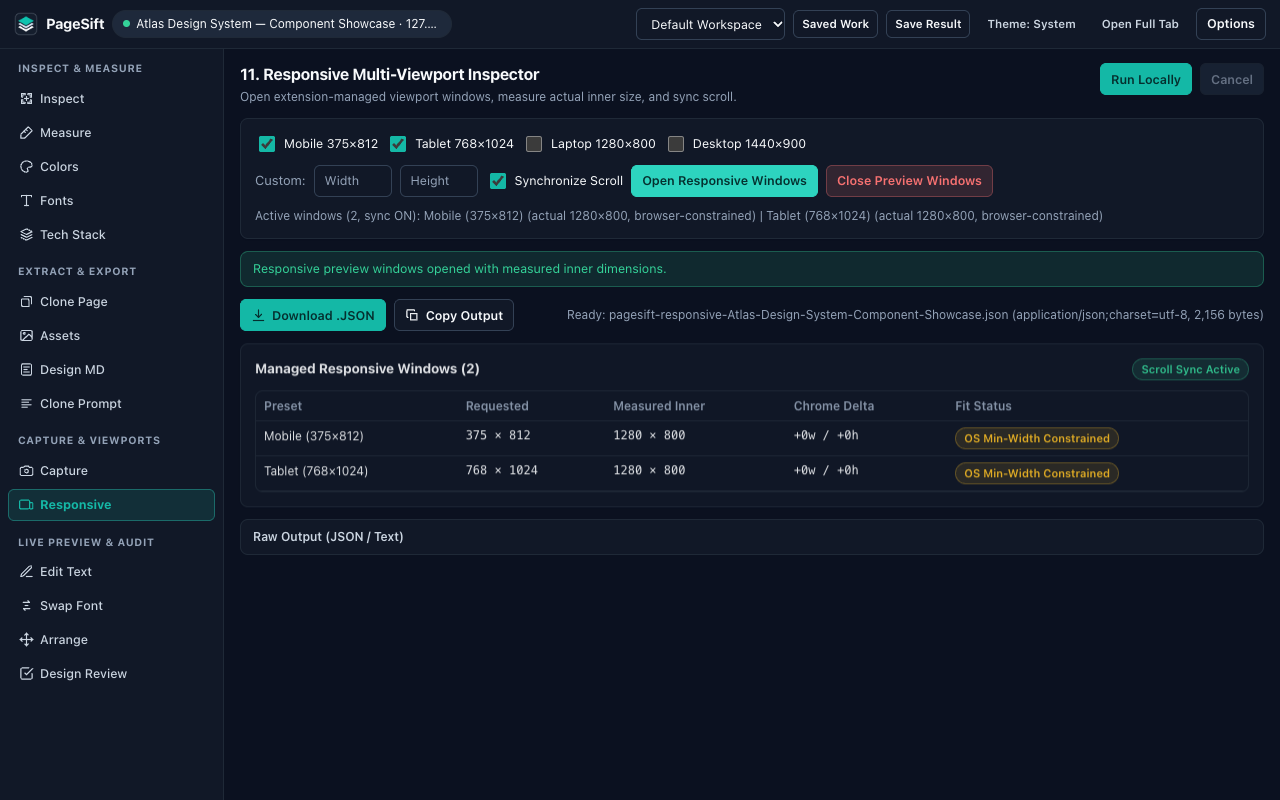 PageSift
Atlas Design System — Component Showcase · 127....
Default Workspace
Saved Work
Save Result
Theme: System
Open Full Tab
Options
INSPECT & MEASURE
Inspect
Measure
Colors
Fonts
Tech Stack
EXTRACT & EXPORT
Clone Page
Assets
Design MD
Clone Prompt
CAPTURE & VIEWPORTS
Capture
Responsive
LIVE PREVIEW & AUDIT
Edit Text
Swap Font
Arrange
Design Review
11. Responsive Multi-Viewport Inspector
Open extension-managed viewport windows, measure actual inner size, and sync scroll.
Run Locally
Cancel
Mobile 375×812 Tablet 768×1024 Laptop 1280×800 Desktop 1440×900
Custom: Width Height Synchronize Scroll Open Responsive Windows Close Preview Windows
Active windows (2, sync ON): Mobile (375×812) (actual 1280×800, browser-constrained) | Tablet (768×1024) (actual 1280×800, browser-constrained)
Responsive preview windows opened with measured inner dimensions.
Download .JSON Copy Output Ready: pagesift-responsive-Atlas-Design-System-Component-Showcase.json (application/json;charset=utf-8, 2,156 bytes)
Managed Responsive Windows (2) Scroll Sync Active
Preset Requested Measured Inner Chrome Delta Fit Status
Mobile (375×812) 375 × 812 1280 × 800 +0w / +0h OS Min-Width Constrained
Tablet (768×1024) 768 × 1024 1280 × 800 +0w / +0h OS Min-Width Constrained
Raw Output (JSON / Text)